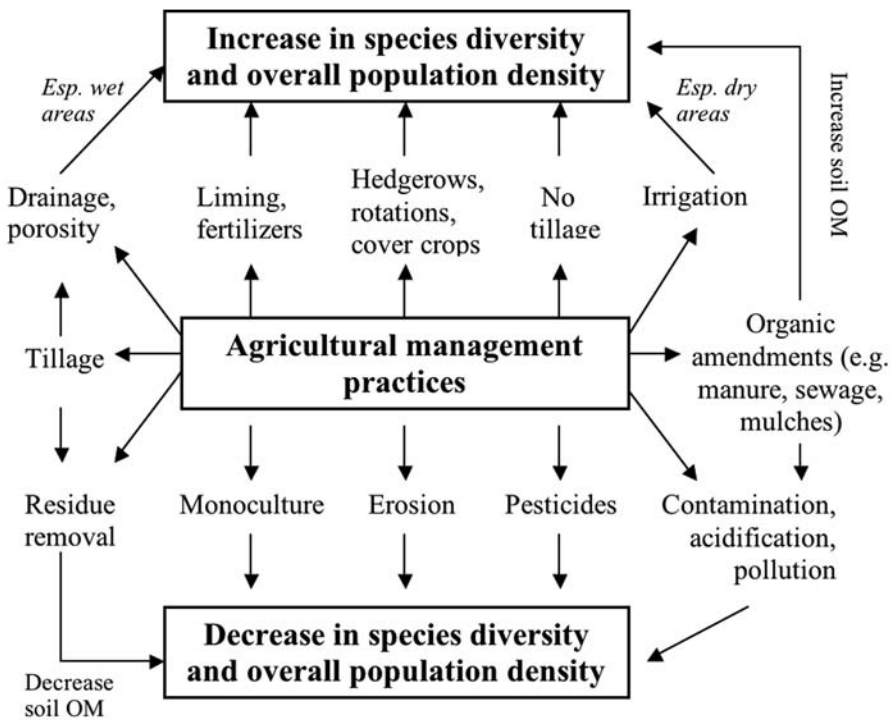 Increase in species diversity
and overall population density
Esp. wet
areas
Esp. dry
areas
Increase soil OM
Drainage,
porosity
Liming,
fertilizers
Hedgerows,
rotations,
cover crops
No
tillage
Irrigation
Tillage
Agricultural management
practices
Organic
amendments (e.g.
manure, sewage,
mulches)
Residue
removal
Monoculture
Erosion
Pesticides
Contamination,
acidification,
pollution
Decrease in species diversity
and overall population density
Decrease
soil OM